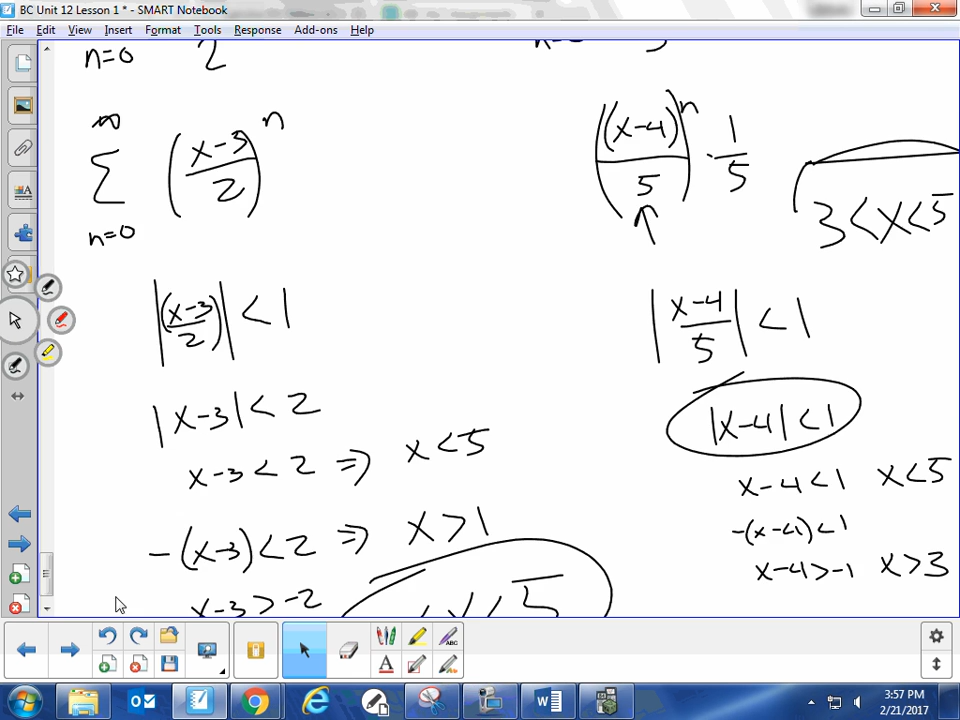 BC Unit 12 Lesson 1 * - SMART Notebook
File Edit View Insert Format Tools Response Add-ons Help
n=0 2
∞
Σ
n=0
(x-3/2)^n
|(x-3)/2| < 1
|x-3| < 2
x-3 < 2 ⇒ x < 5
-(x-3) < 2 ⇒ x > 1
x-3 > -2
< x < 5
((x-4)/5)^n · 1/5
↑
3 < x < 5
|x-4/5| < 1
|x-4| < 1
x-4 < 1 x < 5
-(x-4) < 1
x-4 > -1 x > 3
A
ABC
3:57 PM
2/21/2017